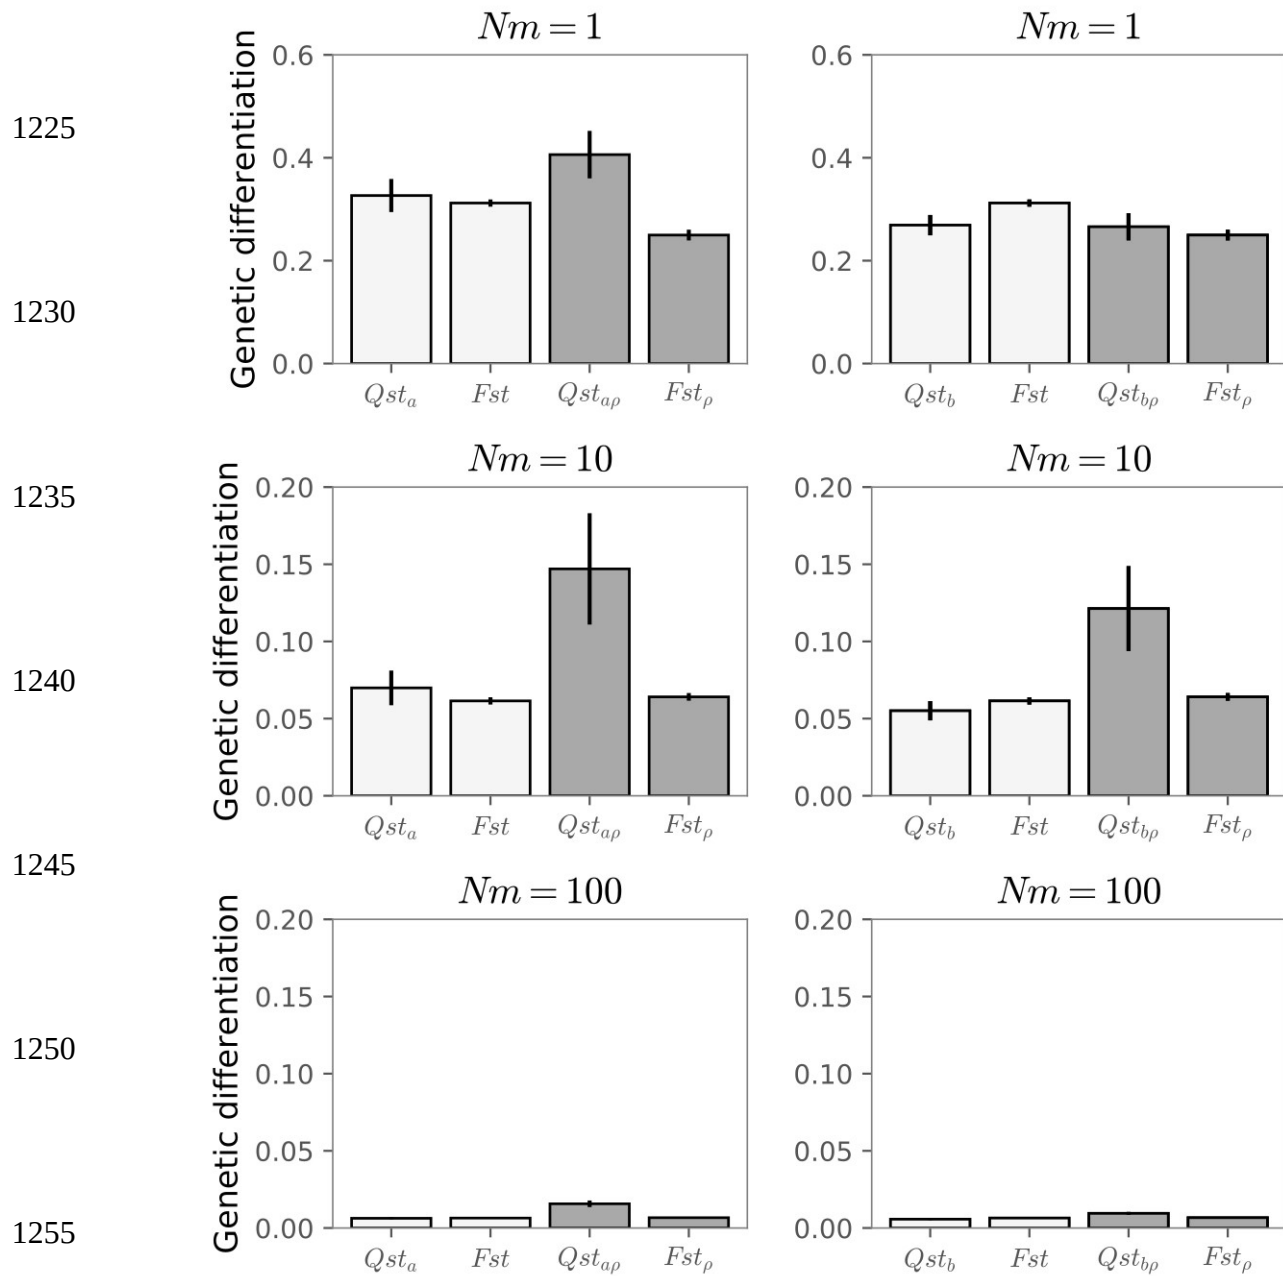 Nm = 1
Nm = 1
Genetic differentiation
0.6
0.4
0.2
0.0
0.6
0.4
0.2
0.0
1225
1230
Qst_a Fst Qst_aρ Fst_ρ
Qst_b Fst Qst_bρ Fst_ρ
Nm = 10
Nm = 10
1235
Genetic differentiation
0.20
0.15
0.10
0.05
0.00
0.20
0.15
0.10
0.05
0.00
1240
Qst_a Fst Qst_aρ Fst_ρ
Qst_b Fst Qst_bρ Fst_ρ
1245
Nm = 100
Nm = 100
Genetic differentiation
0.20
0.15
0.10
0.05
0.00
0.20
0.15
0.10
0.05
0.00
1250
1255
Qst_a Fst Qst_aρ Fst_ρ
Qst_b Fst Qst_bρ Fst_ρ